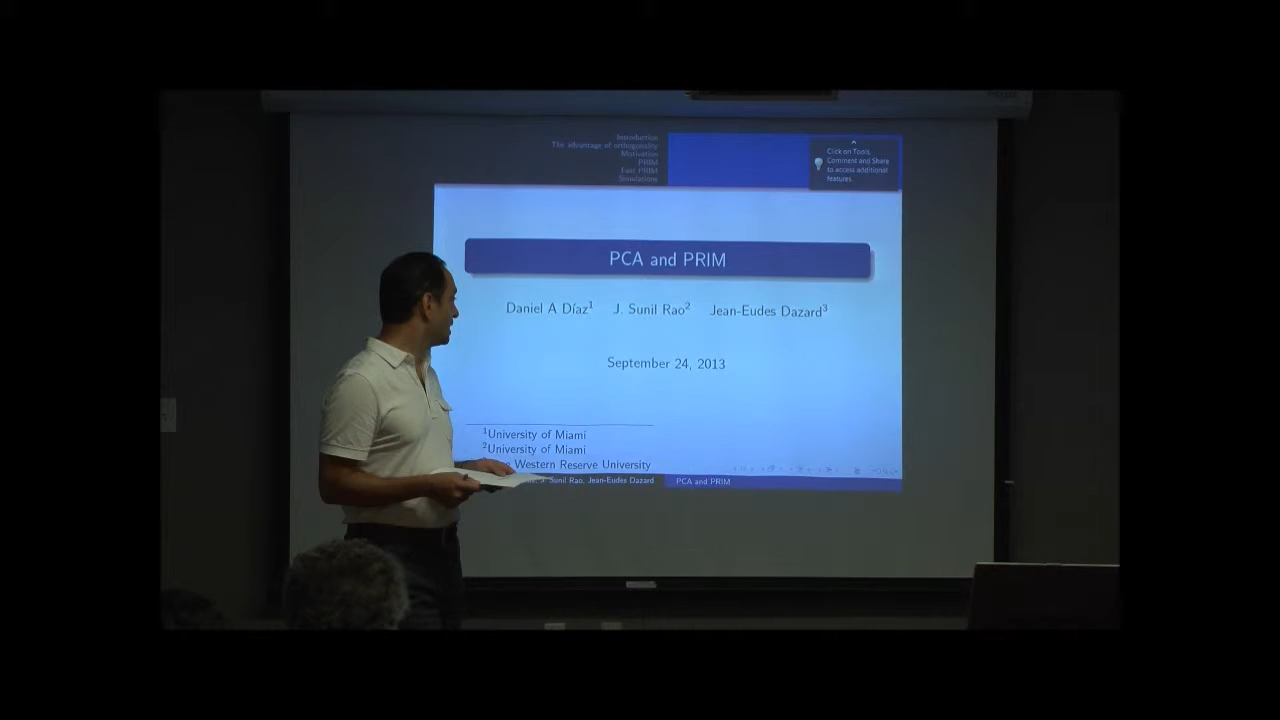 Introduction
The advantage of orthogonality
Motivation
PRIM
Fast PRIM
Simulations
Click on Tools,
Comment and Share
to access additional
features.
PCA and PRIM
Daniel A Díaz¹ J. Sunil Rao² Jean-Eudes Dazard³
September 24, 2013
¹University of Miami
²University of Miami
Western Reserve University
J. Sunil Rao, Jean-Eudes Dazard PCA and PRIM